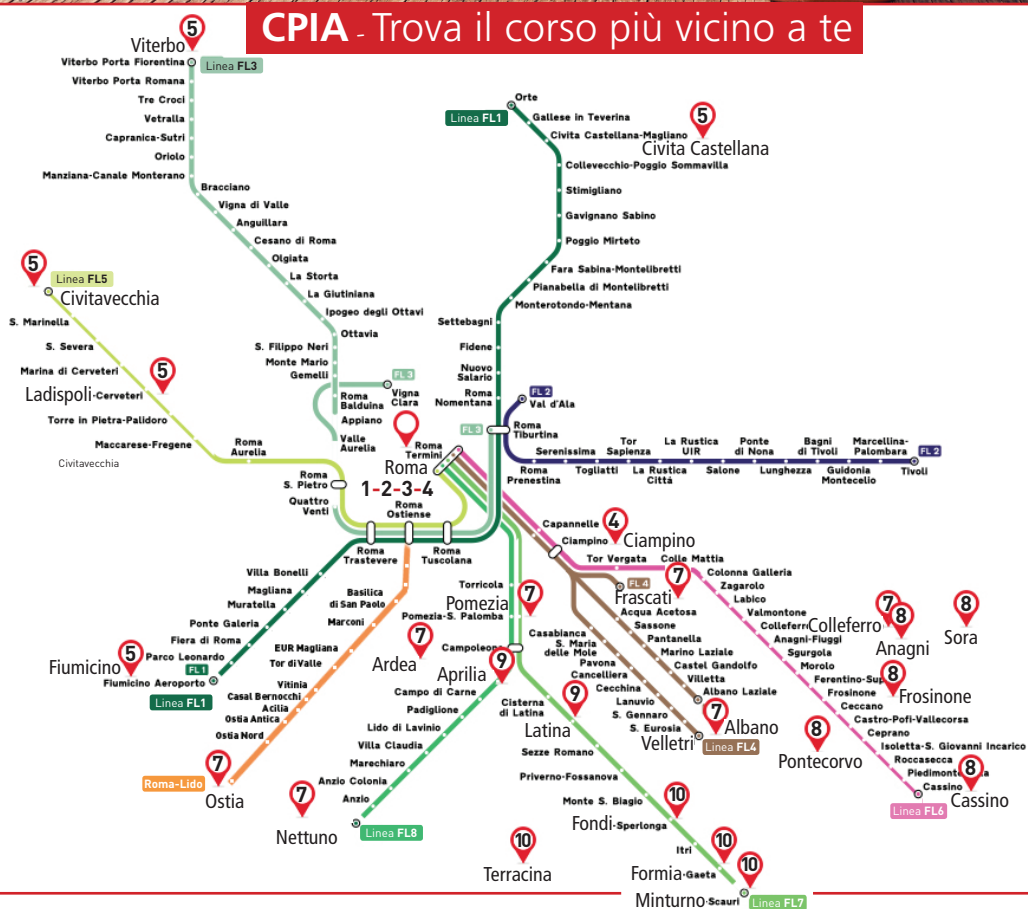 CPIA - Trova il corso più vicino a te
5
Viterbo
Viterbo Porta Fiorentina
Linea FL3
Viterbo Porta Romana
Tre Croci
Vetralla
Capranica-Sutri
Oriolo
Manziana-Canale Monterano
Bracciano
Vigna di Valle
Anguillara
Cesano di Roma
Olgiata
La Storta
La Giutiniana
Ipogeo degli Ottavi
Ottavia
S. Filippo Neri
Monte Mario
Gemelli
FL 3
Vigna
Clara
Roma
Balduina
Appiano
Valle
Aurelia
Orte
Linea FL1
Gallese in Teverina
Civita Castellana-Magliano
5
Civita Castellana
Collevecchio-Poggio Sommavilla
Stimigliano
Gavignano Sabino
Poggio Mirteto
Fara Sabina-Montelibretti
Pianabella di Montelibretti
Monterotondo-Mentana
Settebagni
Fidene
Nuovo
Salario
Roma
Nomentana
FL 3
Roma
Tiburtina
5
Linea FL5
Civitavecchia
S. Marinella
S. Severa
Marina di Cerveteri
5
Ladispoli-Cerveteri
Torre in Pietra-Palidoro
Maccarese-Fregene
Civitavecchia
Roma
Aurelia
Roma
S. Pietro
Quattro
Venti
Roma
Termini
Roma
1-2-3-4
Roma
Ostiense
Roma
Trastevere
Roma
Tuscolana
FL 2
Val d'Ala
Roma
Prenestina
Serenissima
Togliatti
Tor
Sapienza
La Rustica
Cittá
La Rustica
UIR
Salone
Ponte
di Nona
Lunghezza
Bagni
di Tivoli
Guidonia
Montecelio
Marcellina-
Palombara
FL 2
Tivoli
Villa Bonelli
Magliana
Muratella
Ponte Galeria
Fiera di Roma
Parco Leonardo
5
Fiumicino
FL 1
Fiumicino Aeroporto
Linea FL1
Basilica
di San Paolo
Marconi
EUR Magliana
Tor di Valle
Vitinia
Casal Bernocchi
Acilia
Ostia Antica
Ostia Nord
Roma-Lido
7
Ostia
Torricola
7
Pomezia
Pomezia-S. Palomba
7
Ardea
Campoleone
9
Aprilia
Campo di Carne
Padiglione
Lido di Lavinio
Villa Claudia
Marechiaro
Anzio Colonia
Anzio
7
Nettuno
Linea FL8
Cisterna
di Latina
9
Latina
Sezze Romano
Priverno-Fossanova
Monte S. Biagio
10
Fondi-Sperlonga
Itri
10
Formia-Gaeta
10
Minturno-Scauri
Linea FL7
10
Terracina
Capannelle
4
Ciampino
Ciampino
Tor Vergata
Colle Mattia
FL 4
7
Frascati
Acqua Acetosa
Sassone
Pantanella
Marino Laziale
Castel Gandolfo
Villetta
Albano Laziale
7
Albano
Casabianca
S. Maria
delle Mole
Pavona
Cancelliera
Cecchina
Lanuvio
S. Gennaro
S. Eurosia
Velletri
Linea FL4
Colonna Galleria
Zagarolo
Labico
Valmontone
7
Colleferro
Anagni-Fiuggi
8
Anagni
8
Sora
Sgurgola
Morolo
8
Frosinone
Frosinone
Ceccano
Castro-Pofi-Vallecorsa
Ceprano
Isoletta-S. Giovanni Incarico
Roccasecca
8
Pontecorvo
Cassino
8
Cassino
Linea FL6